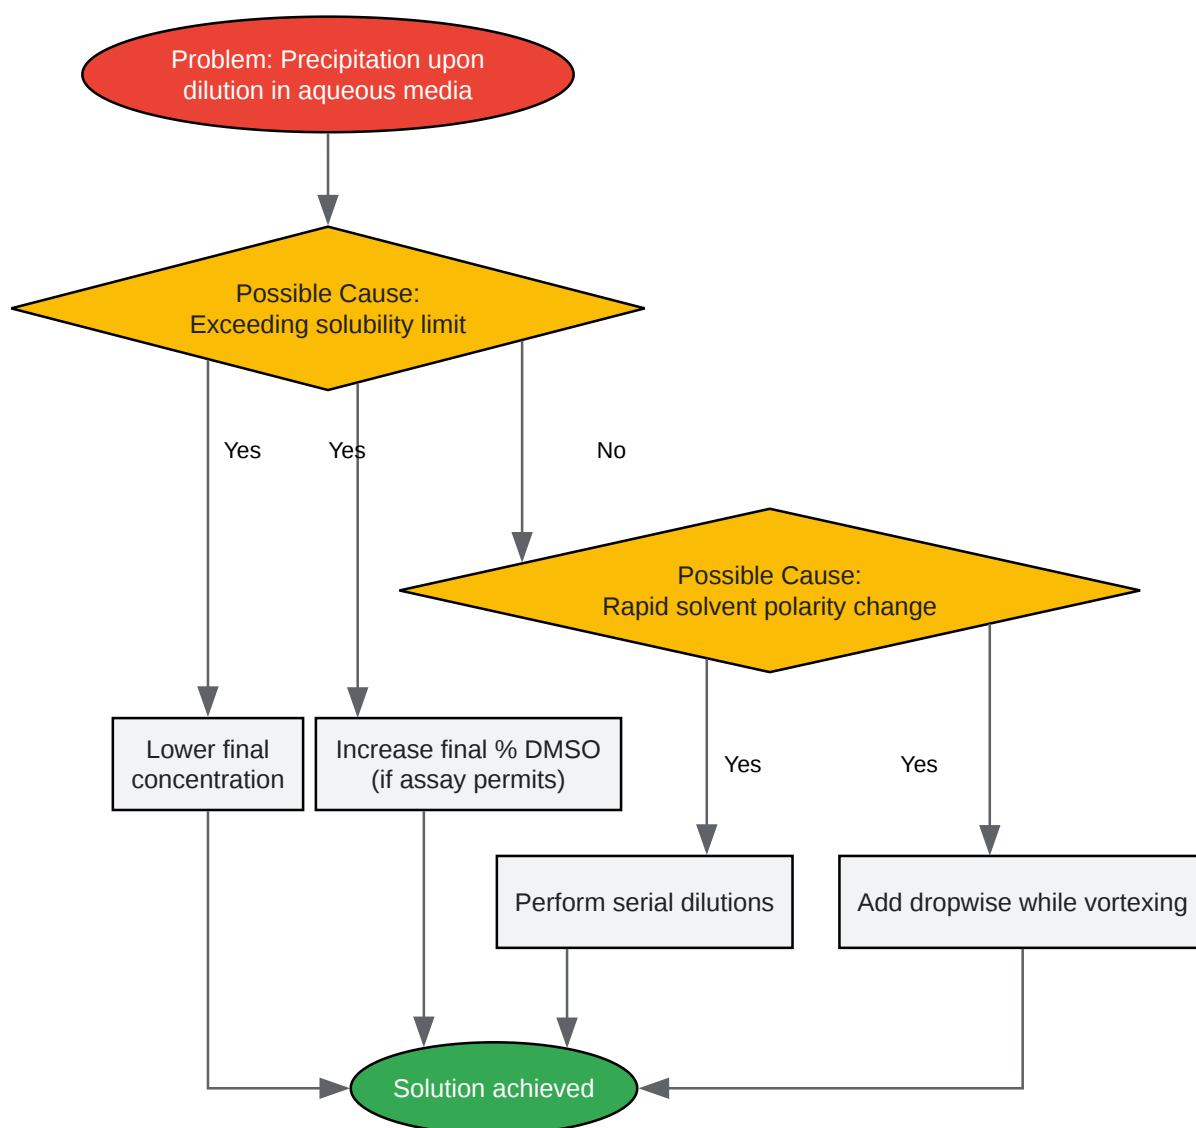 Problem: Precipitation upon
dilution in aqueous media
Possible Cause:
Exceeding solubility limit
Yes
Yes
No
Possible Cause:
Rapid solvent polarity change
Lower final
concentration
Increase final % DMSO
(if assay permits)
Yes
Yes
Perform serial dilutions
Add dropwise while vortexing
Solution achieved